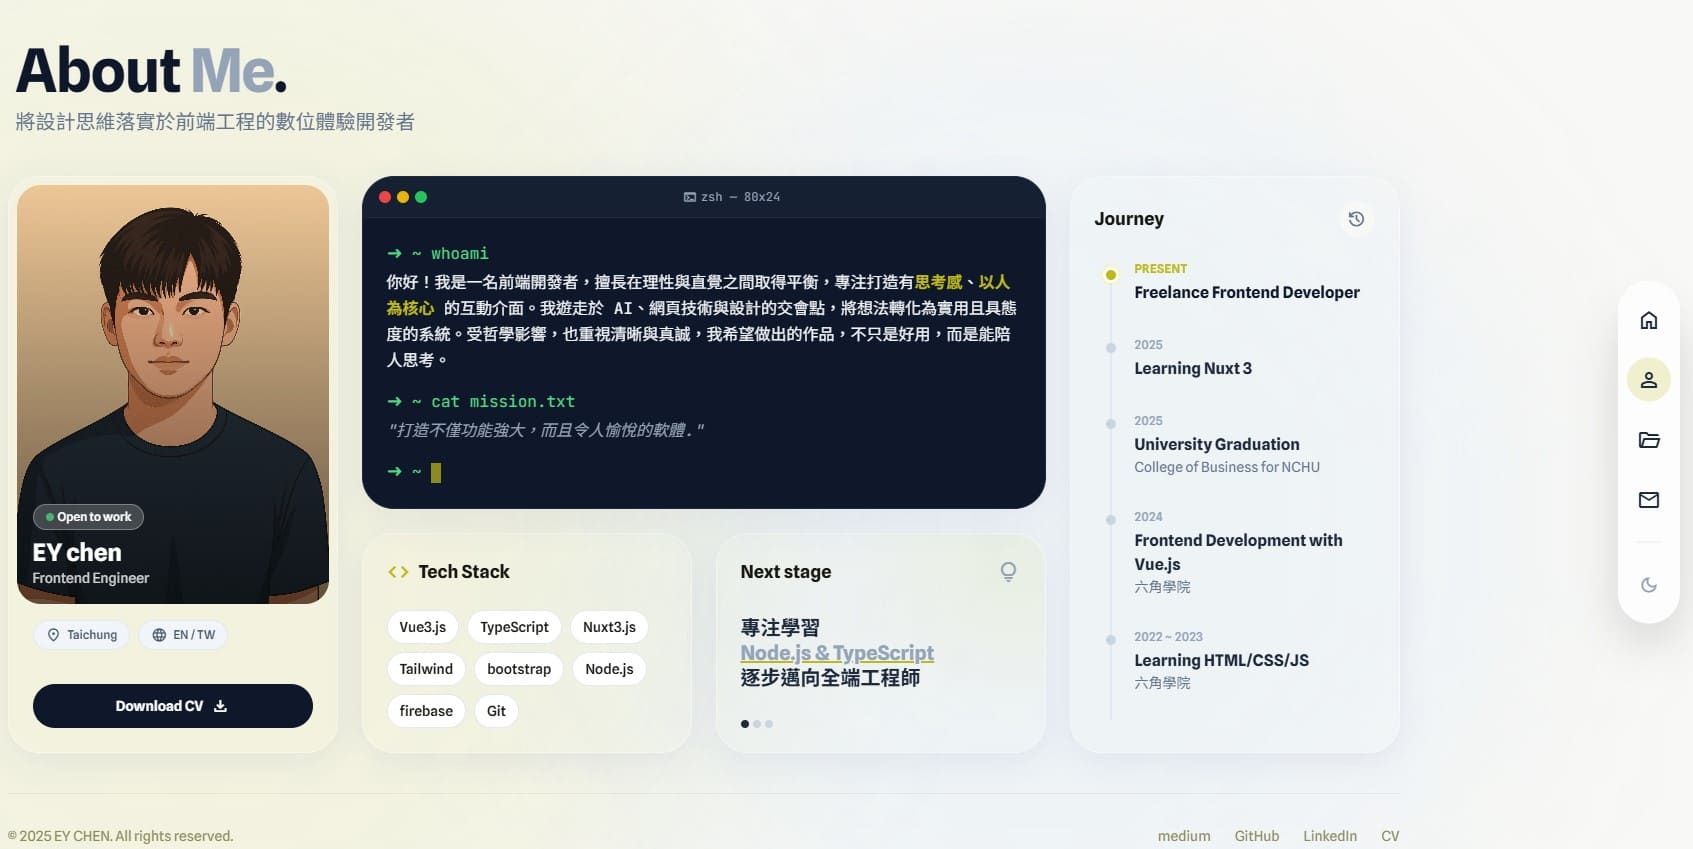 About Me.
將設計思維落實於前端工程的數位體驗開發者
Open to work
EY chen
Frontend Engineer
Taichung
EN / TW
Download CV
zsh — 80x24
➜ ~ whoami
你好！我是一名前端開發者，擅長在理性與直覺之間取得平衡，專注打造有思考感、以人
為核心 的互動介面。我遊走於 AI、網頁技術與設計的交會點，將想法轉化為實用且具態
度的系統。受哲學影響，也重視清晰與真誠，我希望做出的作品，不只是好用，而是能陪
人思考。
➜ ~ cat mission.txt
"打造不僅功能強大，而且令人愉悅的軟體."
➜ ~
Tech Stack
Vue3.js
TypeScript
Nuxt3.js
Tailwind
bootstrap
Node.js
firebase
Git
Next stage
專注學習
Node.js & TypeScript
逐步邁向全端工程師
Journey
PRESENT
Freelance Frontend Developer
2025
Learning Nuxt 3
2025
University Graduation
College of Business for NCHU
2024
Frontend Development with
Vue.js
六角學院
2022 ~ 2023
Learning HTML/CSS/JS
六角學院
© 2025 EY CHEN. All rights reserved.
medium
GitHub
LinkedIn
CV